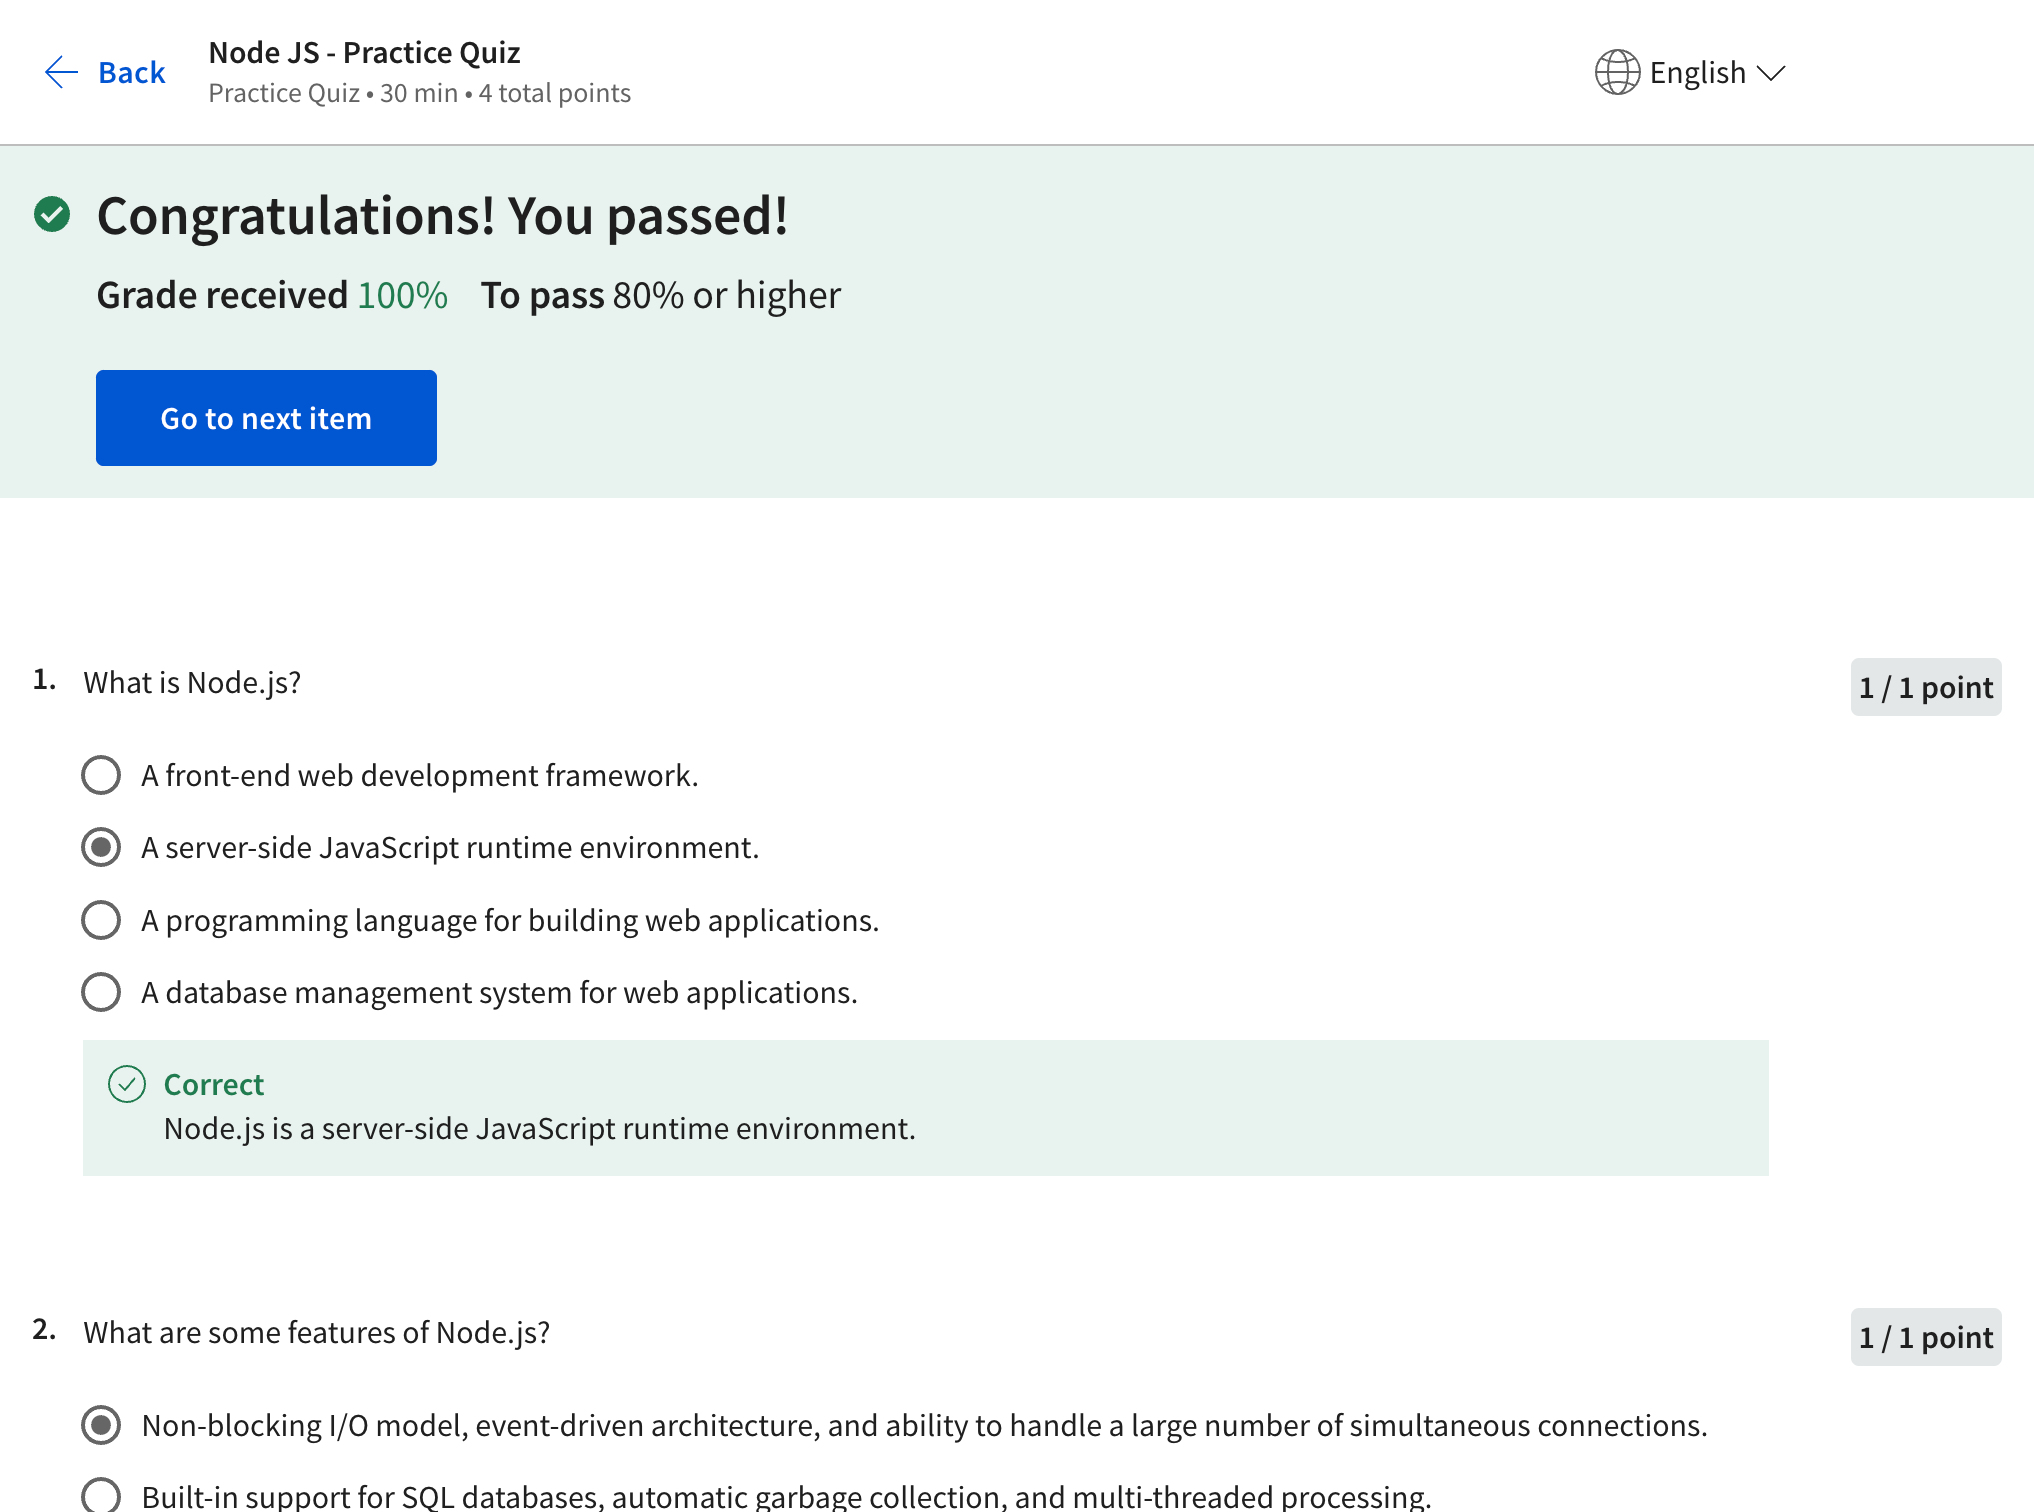 Back
Node JS - Practice Quiz
Practice Quiz • 30 min • 4 total points
English
Congratulations! You passed!
Grade received 100% To pass 80% or higher
Go to next item
1. What is Node.js?
1 / 1 point
A front-end web development framework.
A server-side JavaScript runtime environment.
A programming language for building web applications.
A database management system for web applications.
Correct
Node.js is a server-side JavaScript runtime environment.
2. What are some features of Node.js?
1 / 1 point
Non-blocking I/O model, event-driven architecture, and ability to handle a large number of simultaneous connections.
Built-in support for SQL databases, automatic garbage collection, and multi-threaded processing.